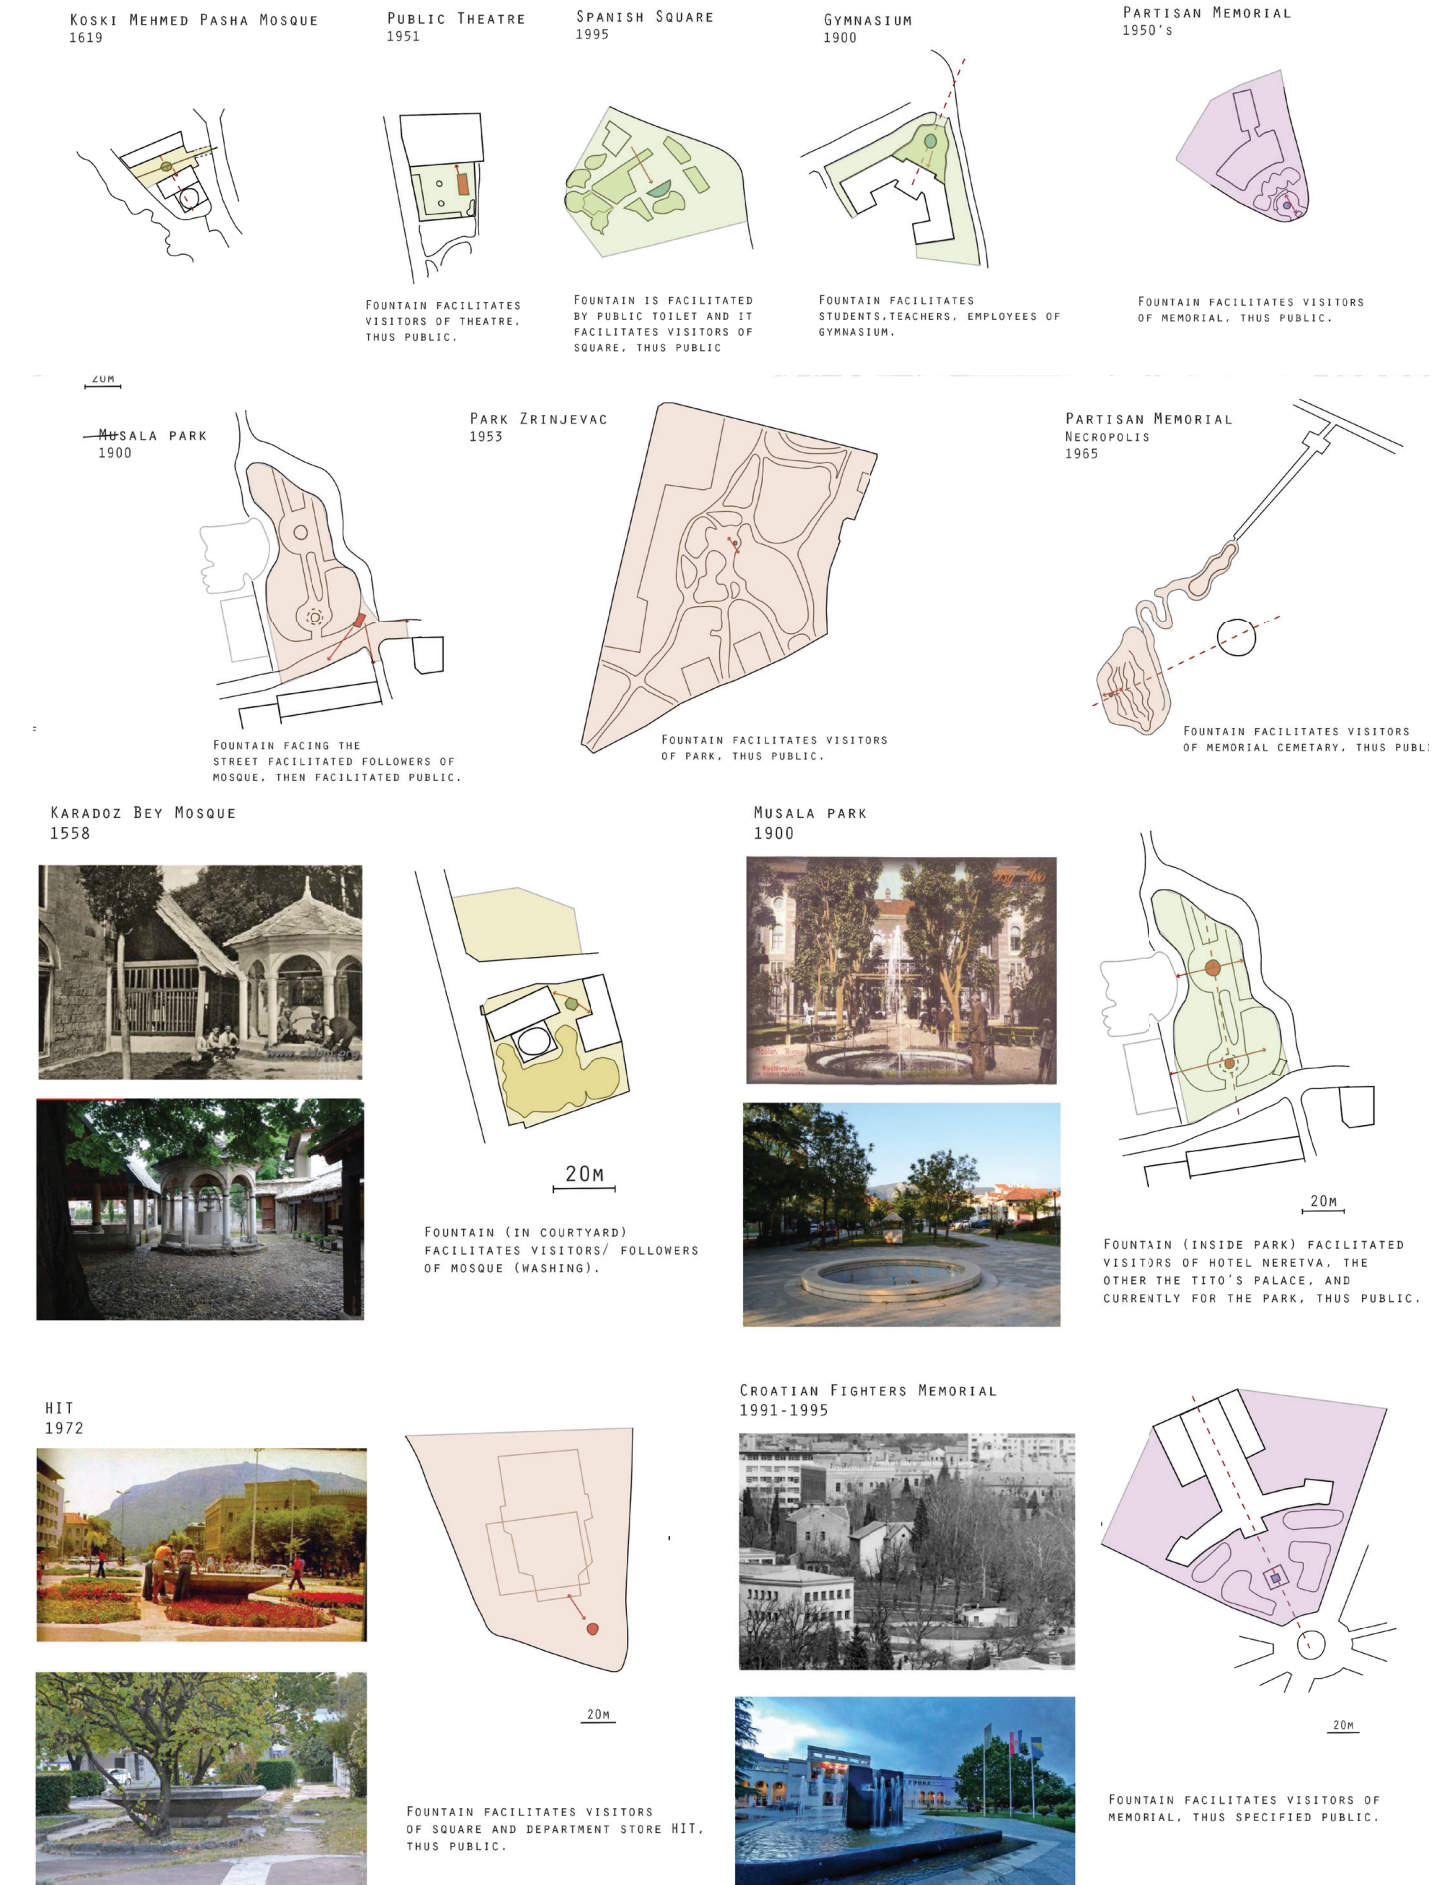 Koski Mehmed Pasha Mosque
1619
Public Theatre
1951
Spanish Square
1995
Gymnasium
1900
Partisan Memorial
1950's
Fountain facilitates
visitors of theatre,
thus public.
Fountain is facilitated
by public toilet and it
facilitates visitors of
square, thus public
Fountain facilitates
students,teachers, employees of
gymnasium.
Fountain facilitates visitors
of memorial, thus public.
20m
Musala park
1900
Park Zrinjevac
1953
Partisan Memorial
Necropolis
1965
Fountain facing the
street facilitated followers of
mosque, then facilitated public.
Fountain facilitates visitors
of park, thus public.
Fountain facilitates visitors
of memorial cemetary, thus publi
Karadoz Bey Mosque
1558
www.cidom.org
20m
Fountain (in courtyard)
facilitates visitors/ followers
of mosque (washing).
Musala park
1900
20m
Fountain (inside park) facilitated
visitors of Hotel Neretva, the
other the Tito's Palace, and
currently for the park, thus public.
HIT
1972
20m
Fountain facilitates visitors
of square and department store HIT,
thus public.
Croatian Fighters Memorial
1991-1995
20m
Fountain facilitates visitors of
memorial, thus specified public.